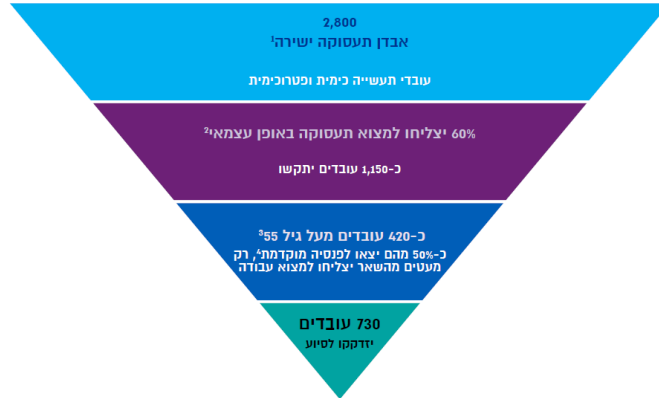 2,800
אבדן תעסוקה ישירה¹
עובדי תעשייה כימית ופטרוכימית
60% יצליחו למצוא תעסוקה באופן עצמאי²
כ-1,150 עובדים יתקשו
כ-420 עובדים מעל גיל 55³
כ-50% מהם יצאו לפנסיה מוקדמת⁴, רק
מעטים מהשאר יצליחו למצוא עבודה
730 עובדים
יזדקקו לסיוע